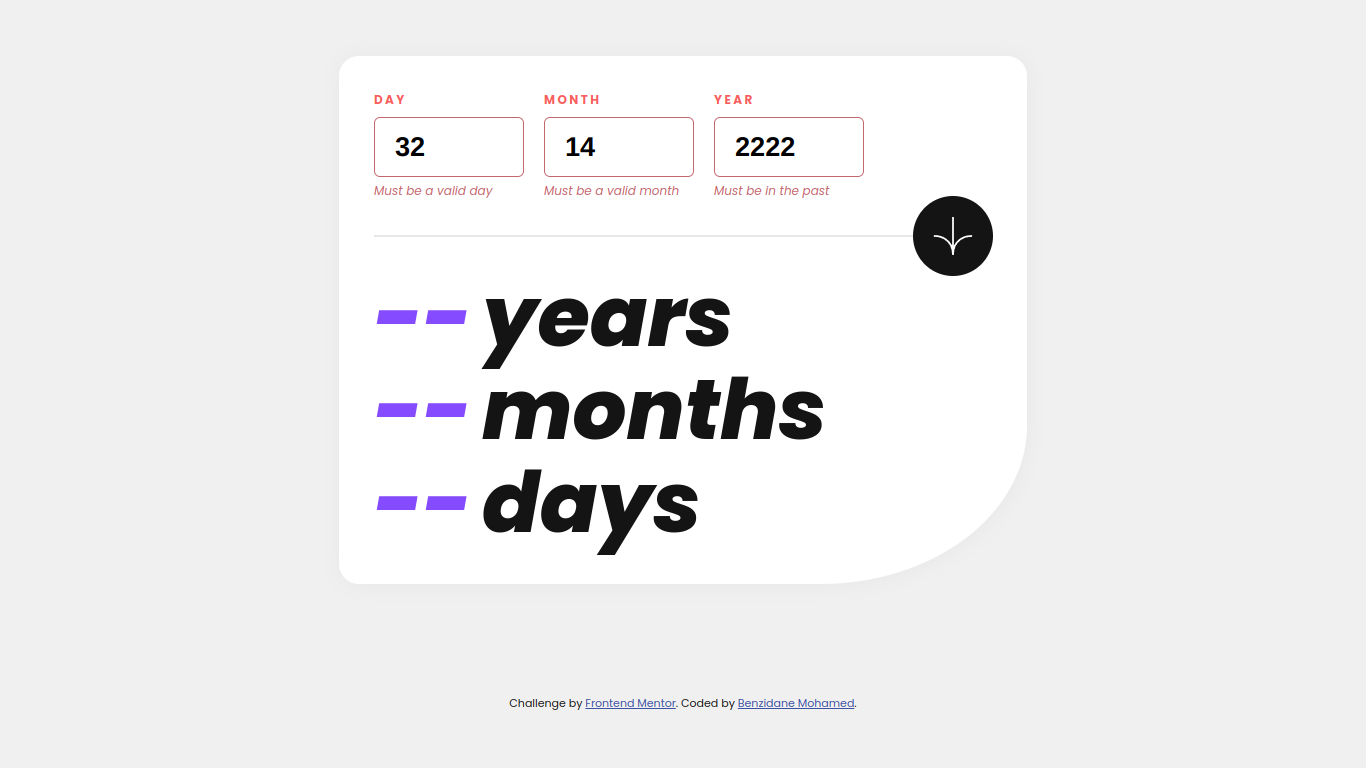 DAY MONTH YEAR
32 14 2222
Must be a valid day Must be a valid month Must be in the past
-- years
-- months
-- days
Challenge by Frontend Mentor. Coded by Benzidane Mohamed.